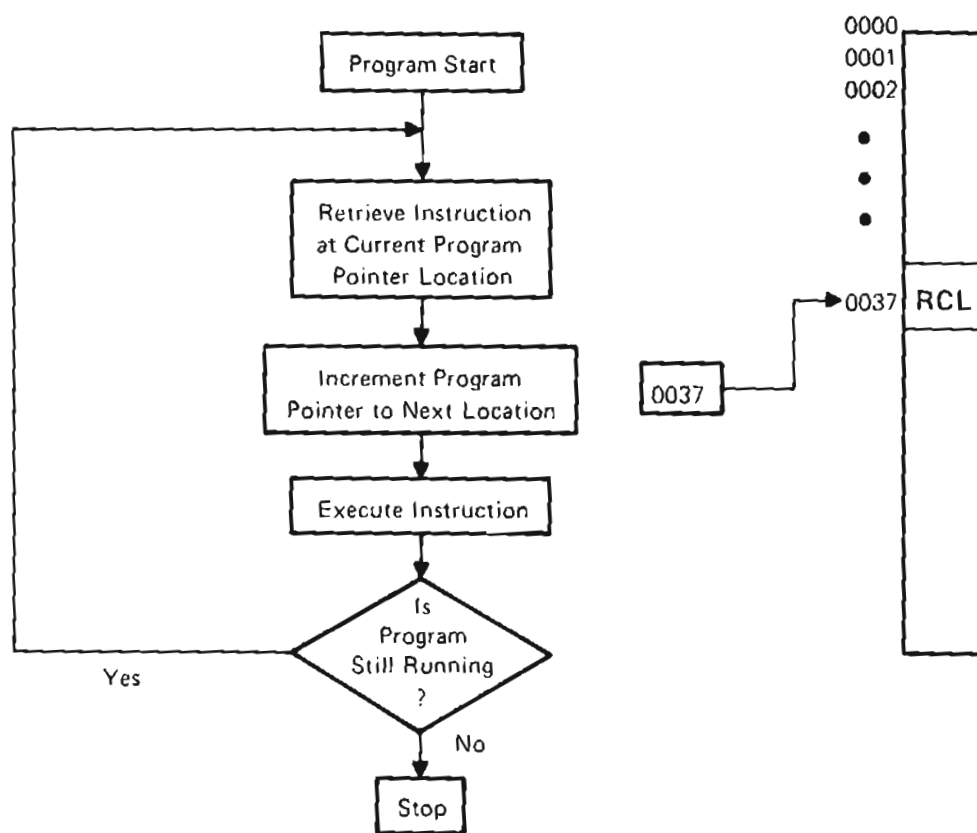 Program Start
Retrieve Instruction
at Current Program
Pointer Location
Increment Program
Pointer to Next Location
Execute Instruction
Is
Program
Still Running
?
Yes
No
Stop
0000
0001
0002
0037
RCL
0037